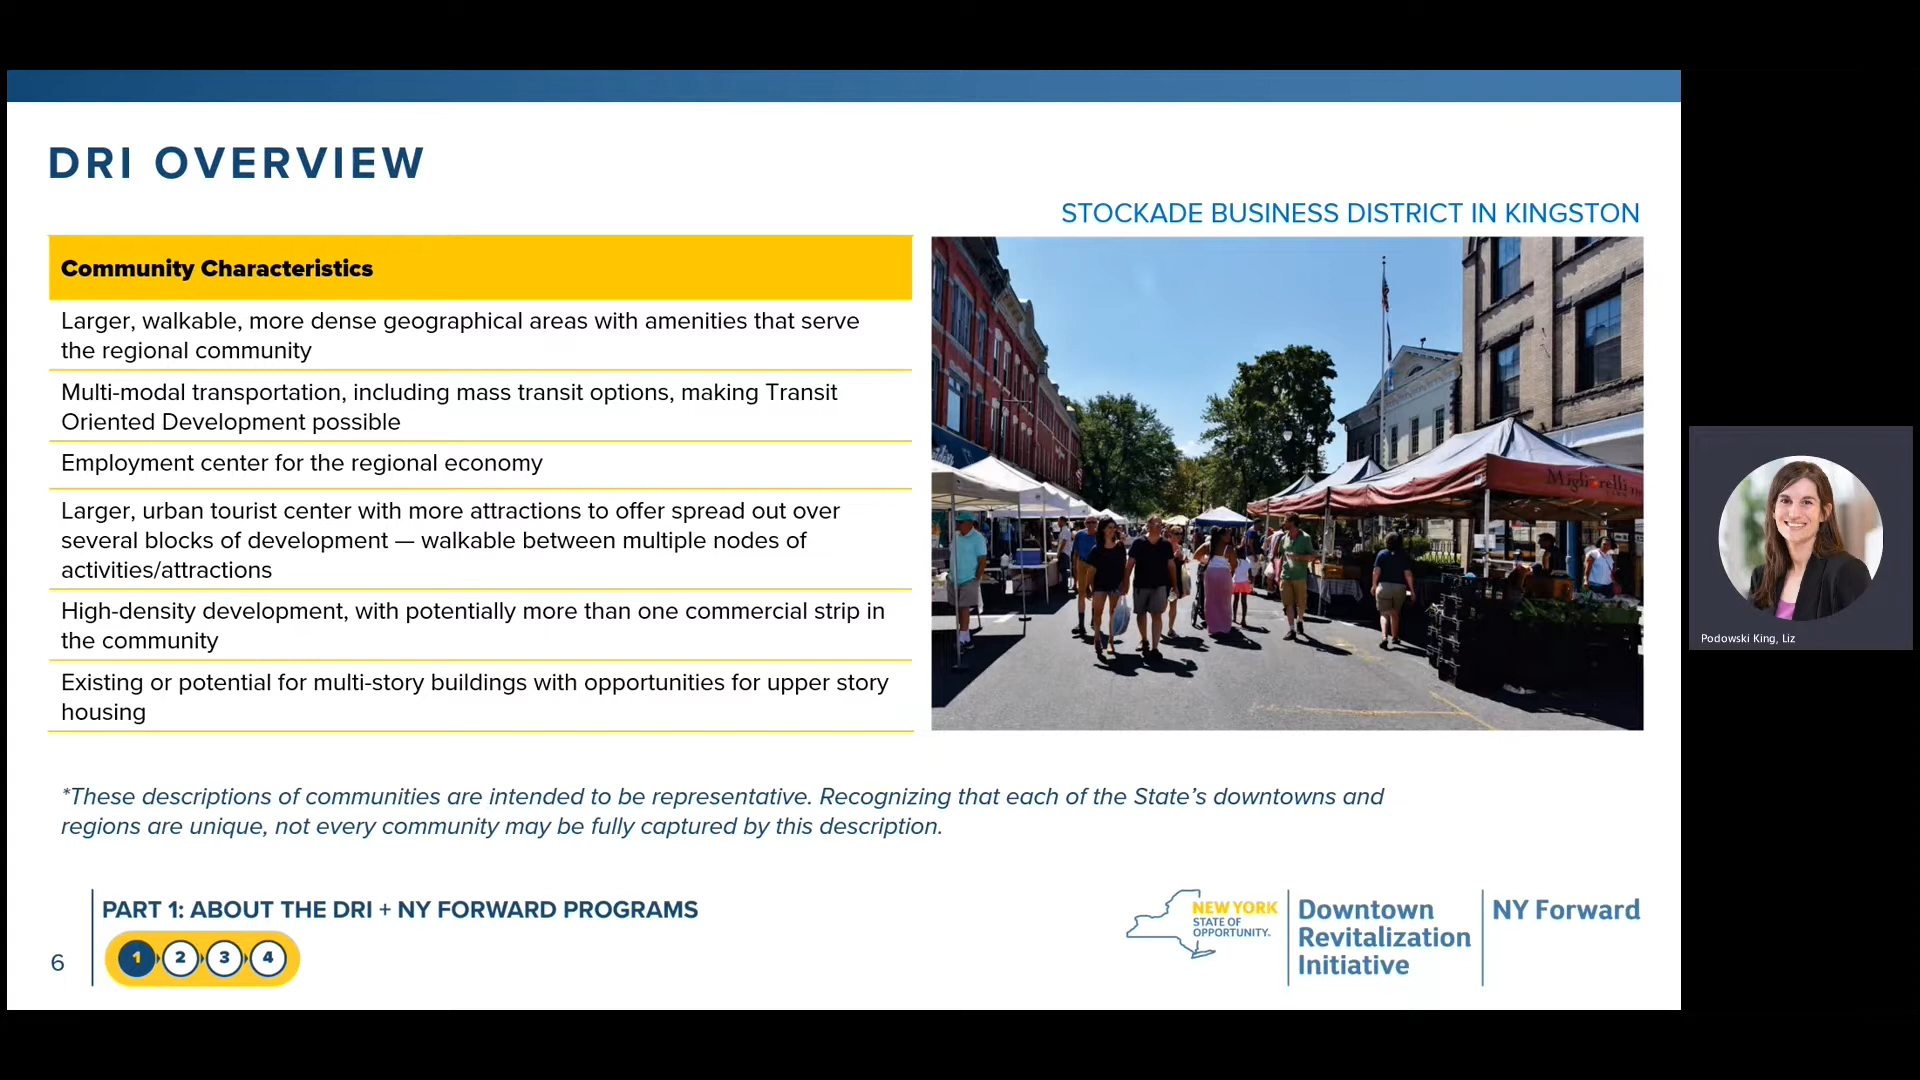 DRI OVERVIEW
STOCKADE BUSINESS DISTRICT IN KINGSTON
Community Characteristics
Larger, walkable, more dense geographical areas with amenities that serve
the regional community
Multi-modal transportation, including mass transit options, making Transit
Oriented Development possible
Employment center for the regional economy
Larger, urban tourist center with more attractions to offer spread out over
several blocks of development — walkable between multiple nodes of
activities/attractions
High-density development, with potentially more than one commercial strip in
the community
Existing or potential for multi-story buildings with opportunities for upper story
housing
Migliorelli
*These descriptions of communities are intended to be representative. Recognizing that each of the State’s downtowns and
regions are unique, not every community may be fully captured by this description.
PART 1: ABOUT THE DRI + NY FORWARD PROGRAMS
1 2 3 4
6
NEW YORK
STATE OF
OPPORTUNITY.
Downtown
Revitalization
Initiative
NY Forward
Podowski King, Liz